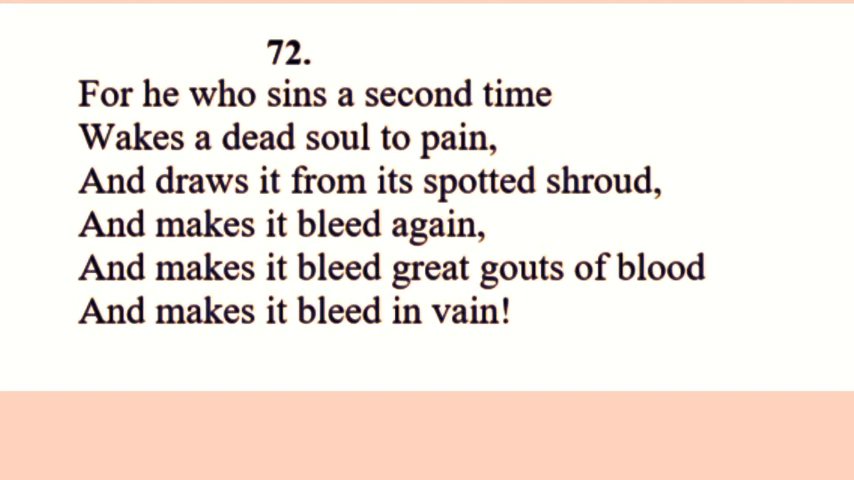 72.
For he who sins a second time
Wakes a dead soul to pain,
And draws it from its spotted shroud,
And makes it bleed again,
And makes it bleed great gouts of blood
And makes it bleed in vain!